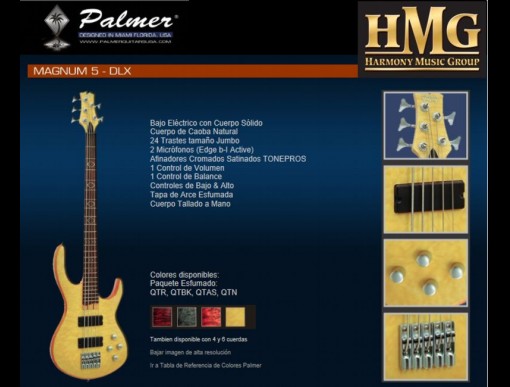 Palmer®
DESIGNED IN MIAMI FLORIDA, USA
HMG
HARMONY MUSIC GROUP
MAGNUM 5 - DLX
Bajo Eléctrico con Cuerpo Sólido
Cuerpo de Caoba Natural
24 Trastes tamaño Jumbo
2 Micrófonos (Edge b-I Active)
Afinadores Cromados Satinados TONEPROS
1 Control de Volumen
1 Control de Balance
Controles de Bajo & Alto
Tapa de Arce Esfumada
Cuerpo Tallado a Mano
Colores disponibles:
Paquete Esfumado:
QTR, QTBK, QTAS, QTN
Tambien disponible con 4 y 6 cuerdas
Bajar imagen de alta resolución
Ir a Tabla de Referencia de Colores Palmer